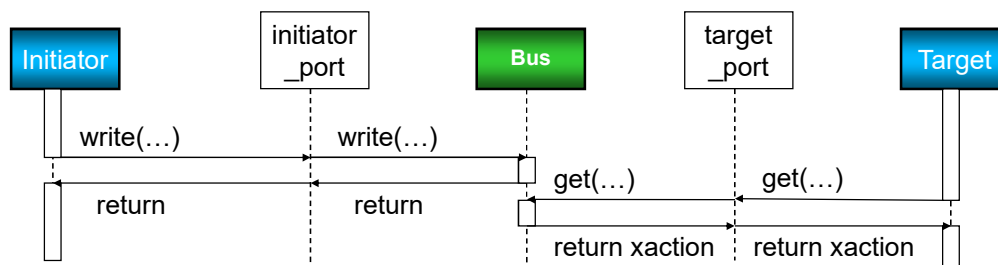 Initiator
initiator
_port
Bus
target
_port
Target
write(…)
write(…)
get(…)
get(…)
return
return
return xaction
return xaction